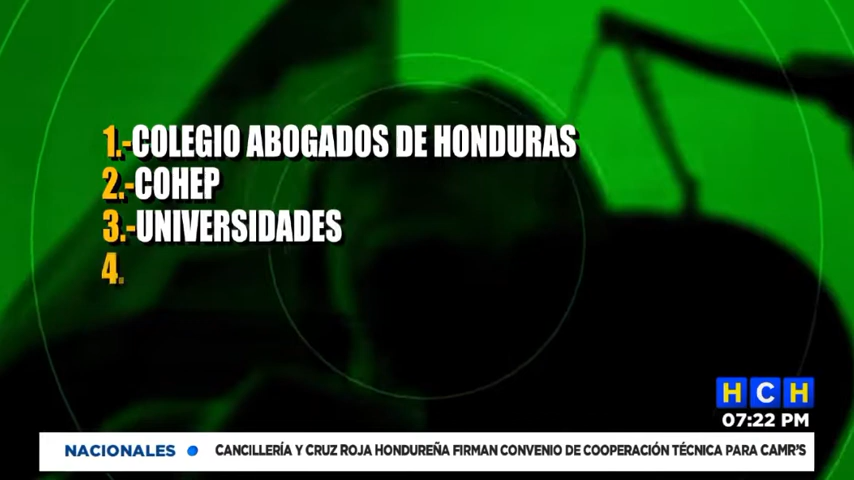 1.-COLEGIO ABOGADOS DE HONDURAS
2.-COHEP
3.-UNIVERSIDADES
4.
HCH
07:22 PM
NACIONALES CANCILLERÍA Y CRUZ ROJA HONDUREÑA FIRMAN CONVENIO DE COOPERACIÓN TÉCNICA PARA CAMR'S